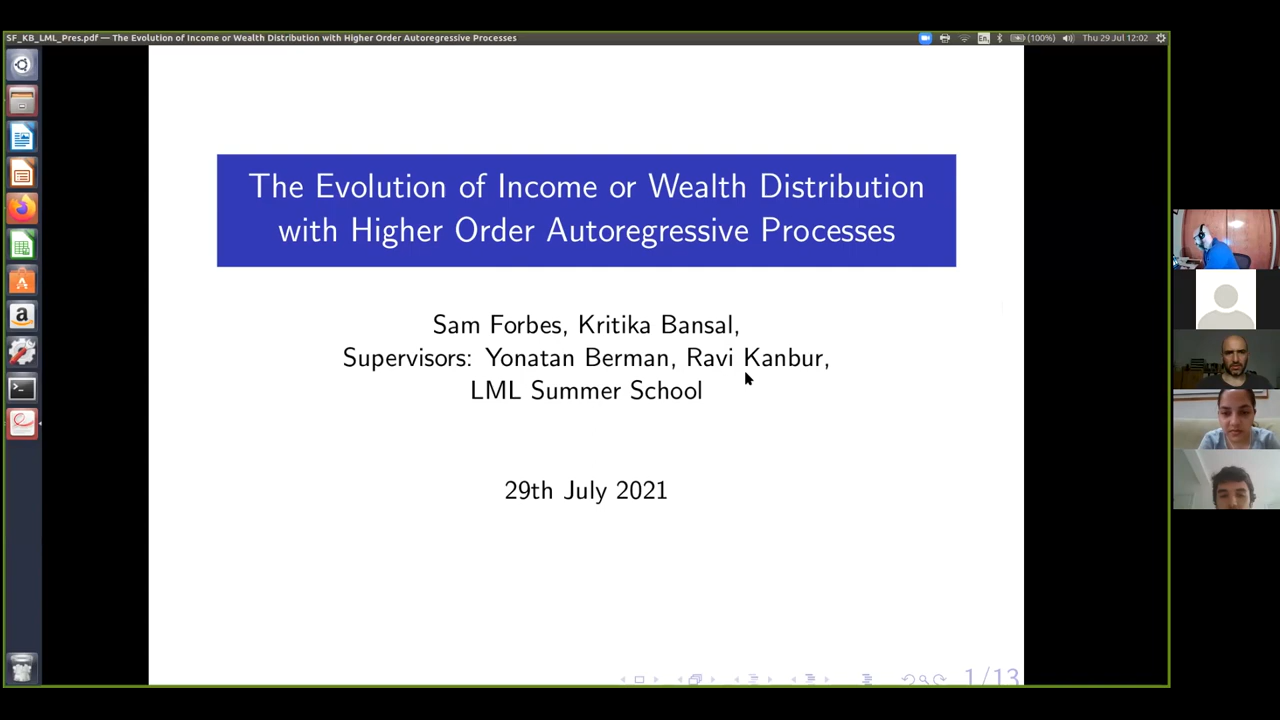 SF_KB_LML_Pres.pdf — The Evolution of Income or Wealth Distribution with Higher Order Autoregressive Processes
En
(100%)
Thu 29 Jul 12:02
The Evolution of Income or Wealth Distribution
with Higher Order Autoregressive Processes
Sam Forbes, Kritika Bansal,
Supervisors: Yonatan Berman, Ravi Kanbur,
LML Summer School
29th July 2021
1/13